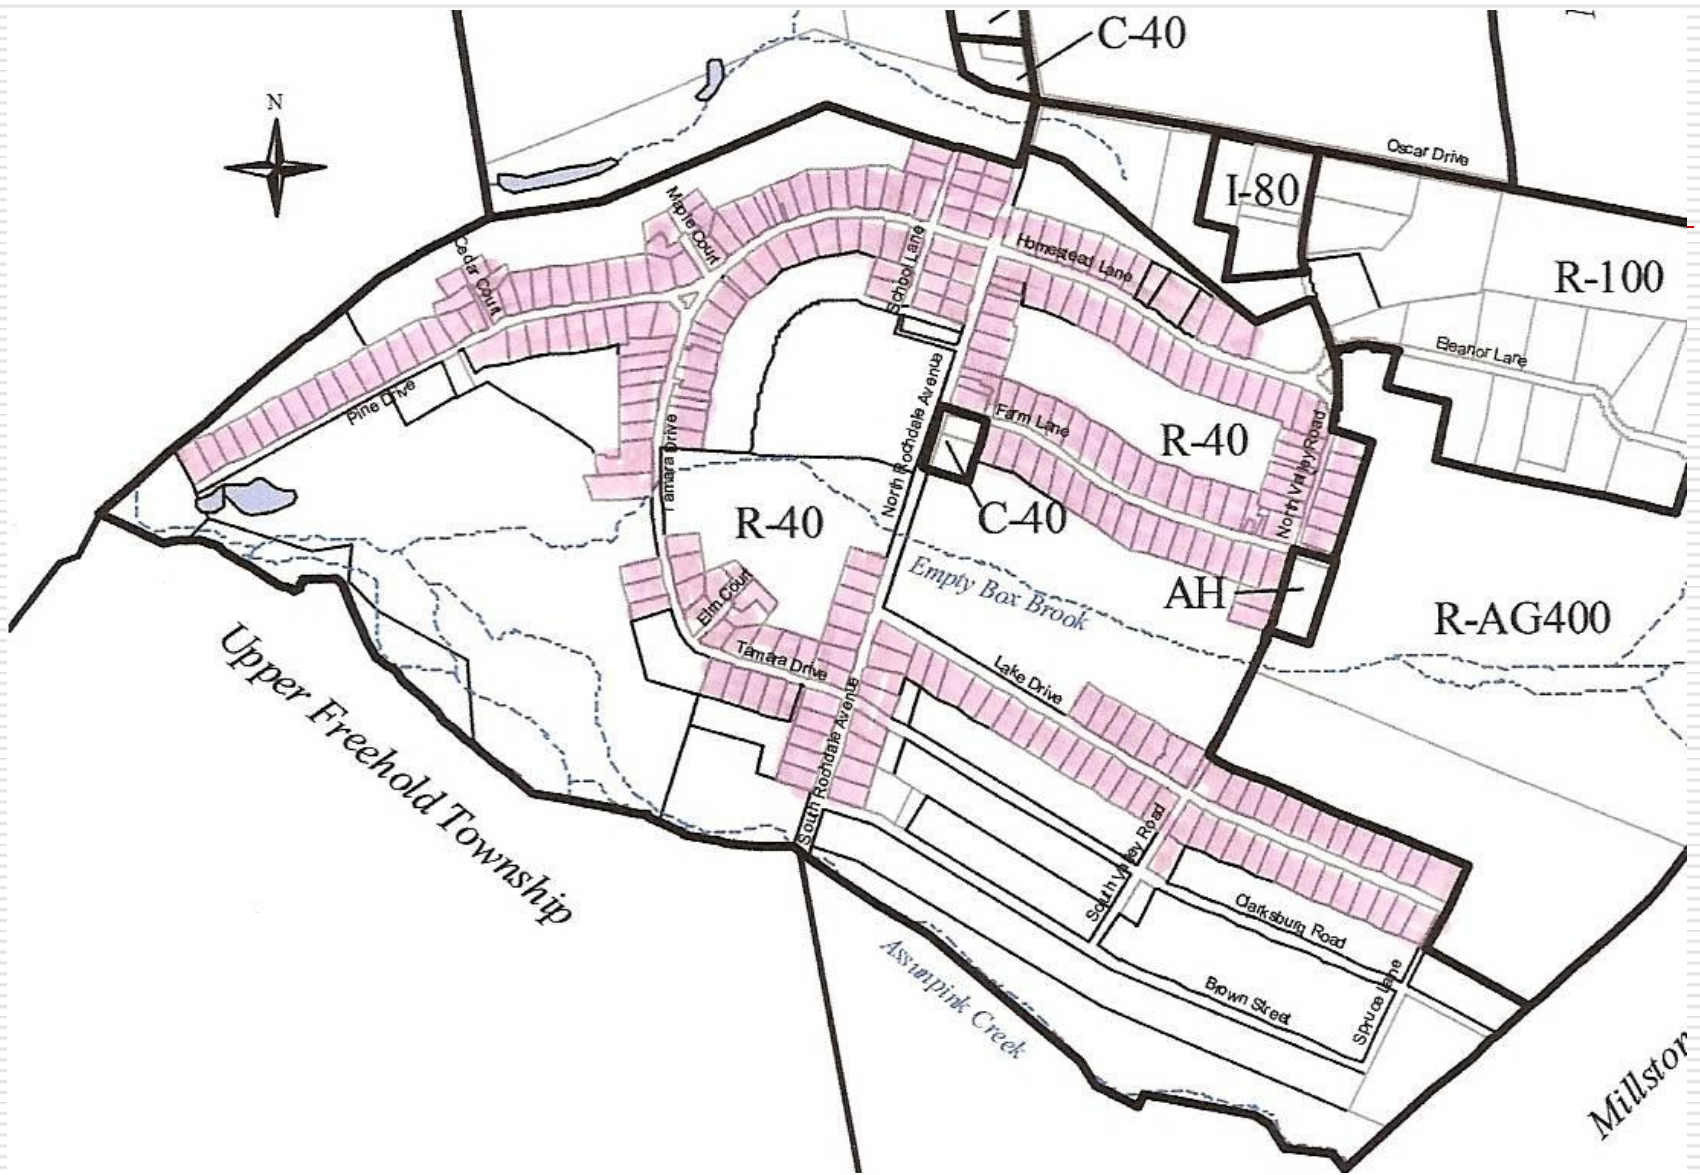 C-40
N
Oscar Drive
I-80
Maple Court
Cedar Court
School Lane
Homestead Lane
R-100
Eleanor Lane
Pine Drive
North Rochdale Avenue
Farm Lane
R-40
North Valley Road
Tamara Drive
R-40
C-40
Empty Box Brook
AH
R-AG400
Elm Court
Tamara Drive
Lake Drive
Upper Freehold Township
South Rochdale Avenue
South Valley Road
Clarksburg Road
Assunpink Creek
Brown Street
Spruce Lane
Millston